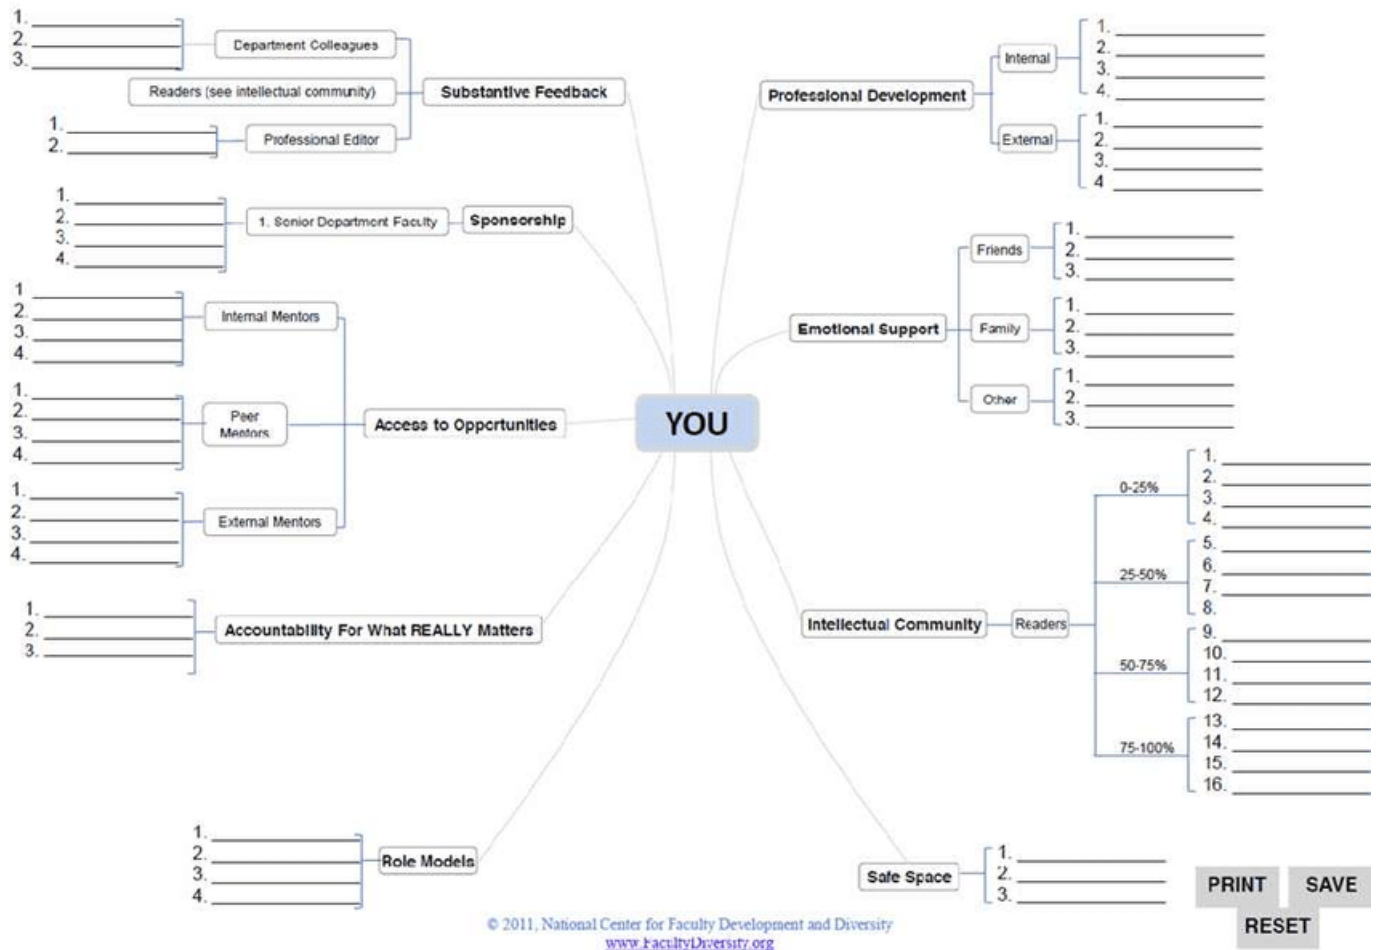 1.
2.
3.
Department Colleagues
Readers (see intellectual community)
1.
2.
Professional Editor
Substantive Feedback
1.
2.
3.
4.
1. Senior Department Faculty
Sponsorship
1
2.
3.
4.
Internal Mentors
1.
2.
3.
4.
Peer
Mentors
1.
2.
3.
4.
External Mentors
Access to Opportunities
1.
2.
3.
Accountability For What REALLY Matters
1.
2.
3.
4.
Role Models
YOU
Professional Development
Internal
1.
2.
3.
4.
External
1.
2.
3.
4
Emotional Support
Friends
1.
2.
3.
Family
1.
2.
3.
Other
1.
2.
3.
Intellectual Community
Readers
0-25%
1.
2.
3.
4.
25-50%
5.
6.
7.
8.
50-75%
9.
10.
11.
12.
75-100%
13.
14.
15.
16.
Safe Space
1.
2.
3.
PRINT
SAVE
RESET
© 2011, National Center for Faculty Development and Diversity
www.FacultyDiversity.org